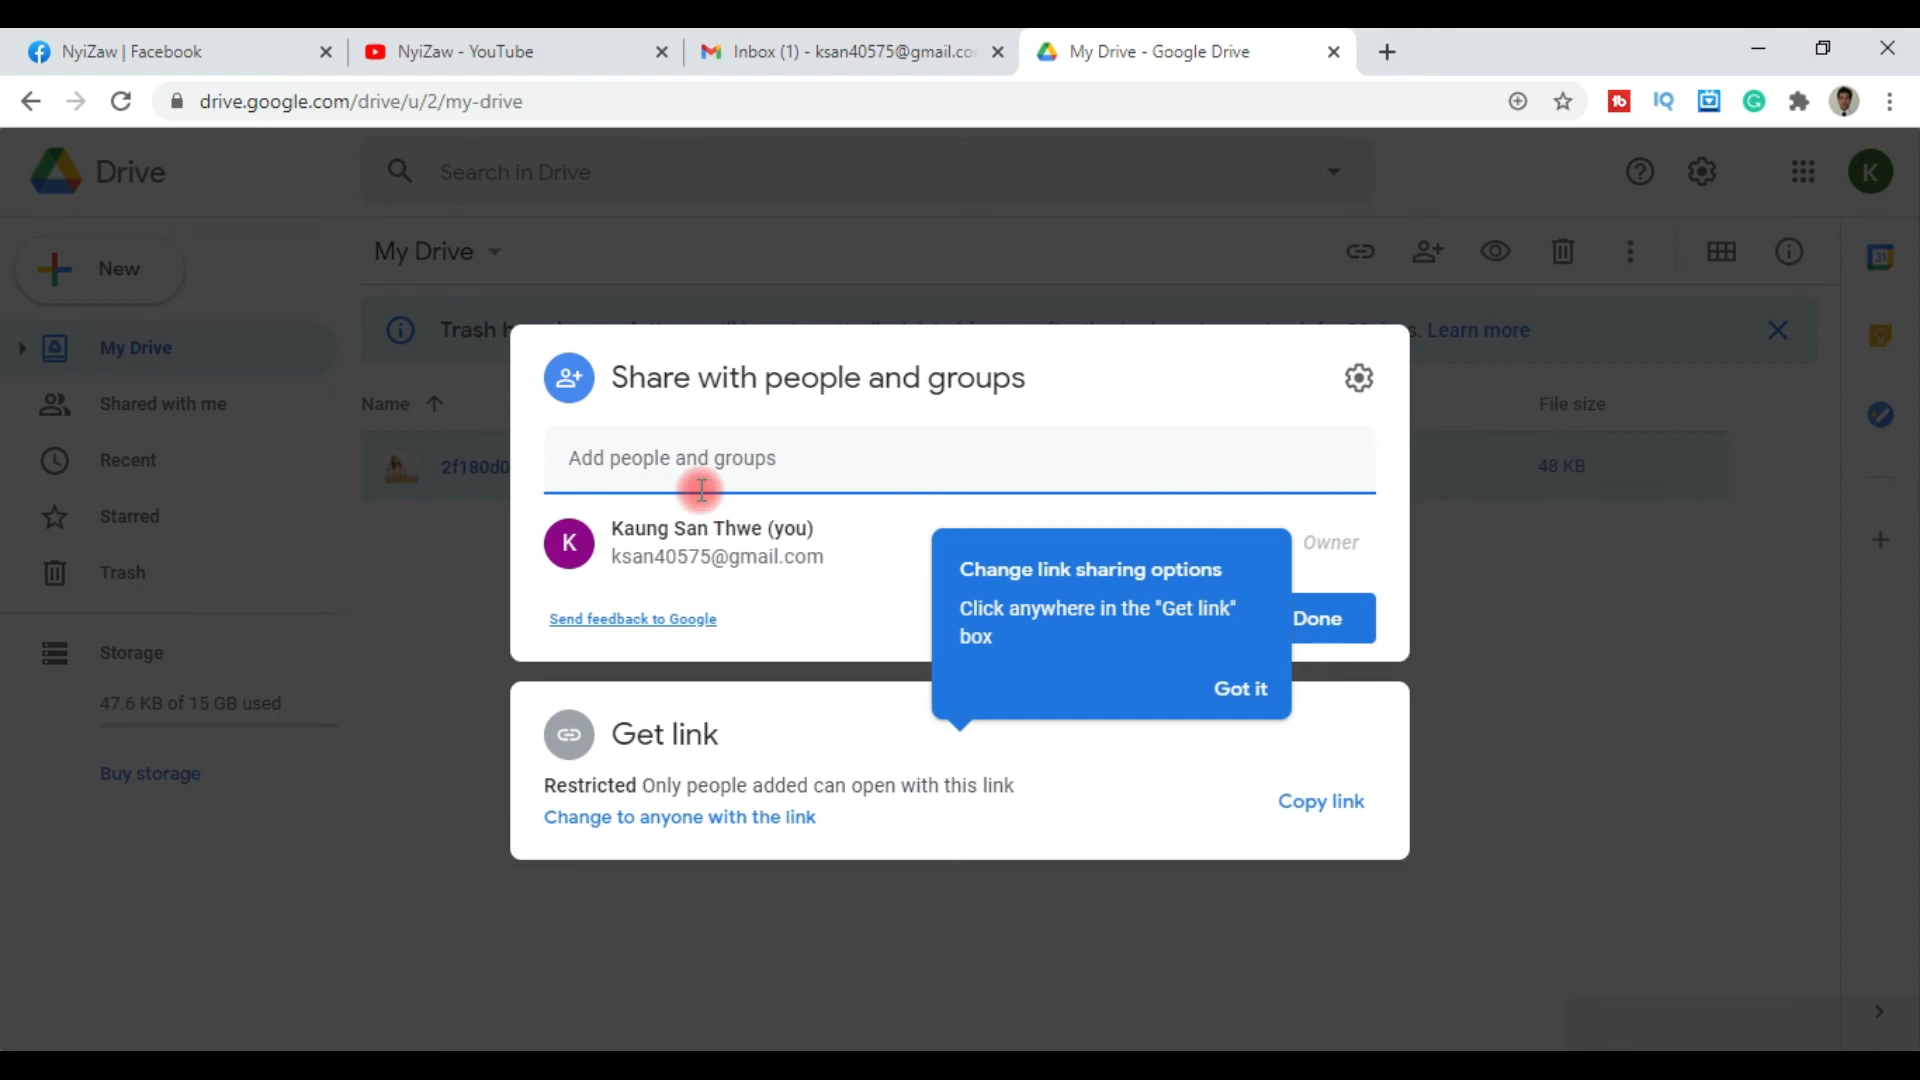 NyiZaw | Facebook
NyiZaw - YouTube
Inbox (1) - ksan40575@gmail.co
My Drive - Google Drive
drive.google.com/drive/u/2/my-drive
Drive
Search in Drive
K
New
My Drive
31
Trash
Learn more
My Drive
Share with people and groups
Shared with me
Name
File size
Add people and groups
Recent
2f180d0
48 KB
Starred
K
Kaung San Thwe (you)
ksan40575@gmail.com
Owner
Trash
Change link sharing options
Click anywhere in the "Get link"
box
Send feedback to Google
Done
Storage
Got it
47.6 KB of 15 GB used
Get link
Buy storage
Restricted Only people added can open with this link
Change to anyone with the link
Copy link